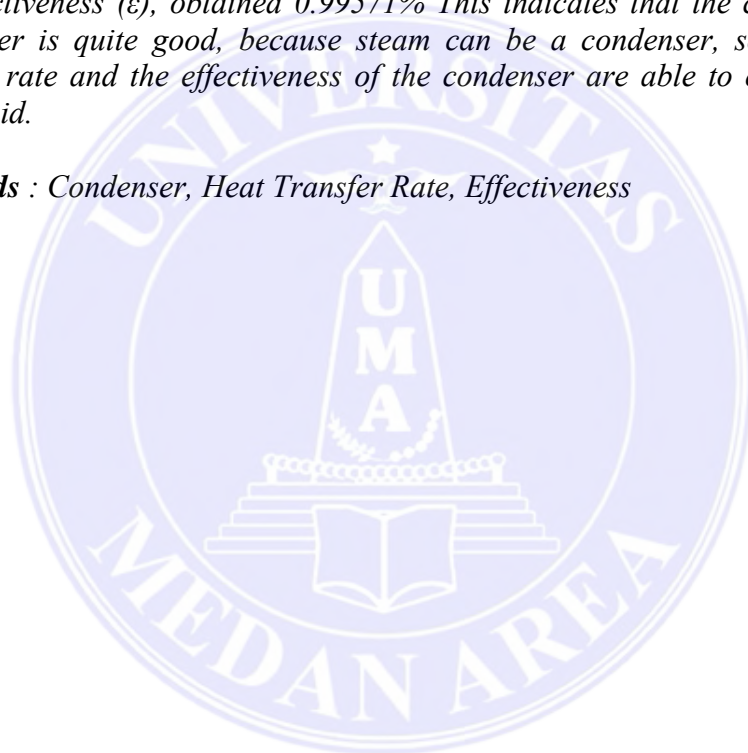 ctiveness (ε), obtained 0.99571% This indicates that the c
er is quite good, because steam can be a condenser, s
rate and the effectiveness of the condenser are able to
id.
ds : Condenser, Heat Transfer Rate, Effectiveness
UNIVERSITAS
UMA
MEDAN AREA